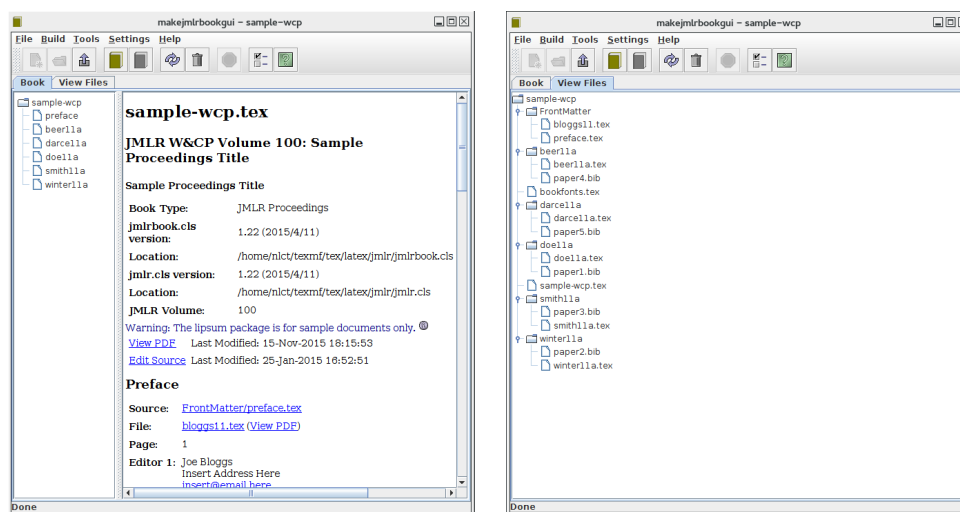 makejmlrbookgui - sample-wcp
File Build Tools Settings Help
Book View Files
sample-wcp
preface
beer11a
darce11a
doe11a
smith11a
winter11a
sample-wcp.tex
JMLR W&CP Volume 100: Sample
Proceedings Title
Sample Proceedings Title
Book Type: JMLR Proceedings
jmlrbook.cls
version: 1.22 (2015/4/11)
Location: /home/nlct/texmf/tex/latex/jmlr/jmlrbook.cls
jmlr.cls version: 1.22 (2015/4/11)
Location: /home/nlct/texmf/tex/latex/jmlr/jmlr.cls
JMLR Volume: 100
Warning: The lipsum package is for sample documents only.
View PDF Last Modified: 15-Nov-2015 18:15:53
Edit Source Last Modified: 25-Jan-2015 16:52:51
Preface
Source: FrontMatter/preface.tex
File: bloggs11.tex (View PDF)
Page: 1
Editor 1: Joe Bloggs
Insert Address Here
insert@email.here
Done
makejmlrbookgui - sample-wcp
File Build Tools Settings Help
Book View Files
sample-wcp
FrontMatter
bloggs11.tex
preface.tex
beer11a
beer11a.tex
paper4.bib
bookfonts.tex
darce11a
darce11a.tex
paper5.bib
doe11a
doe11a.tex
paper1.bib
sample-wcp.tex
smith11a
paper3.bib
smith11a.tex
winter11a
paper2.bib
winter11a.tex
Done